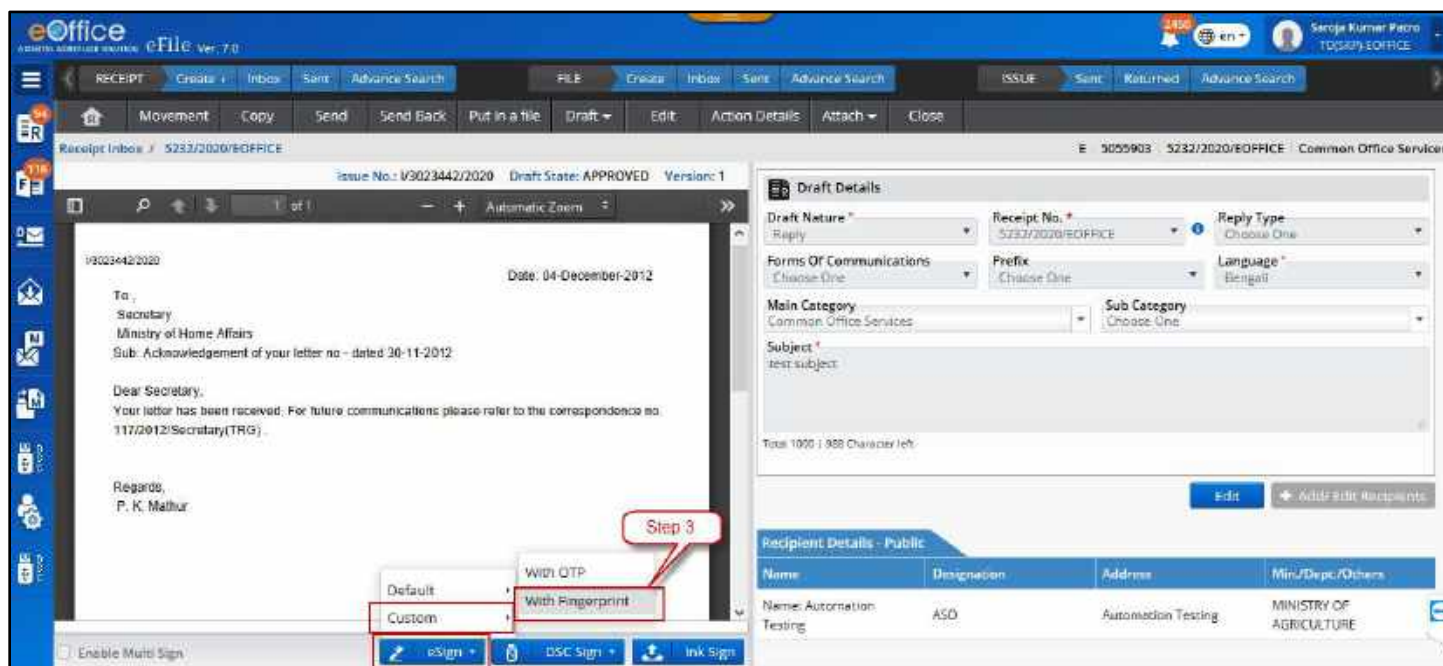 eOffice
eFile Ver. 7.0
2450
en
Saroja Kumar Patro
RECEIPT Create Inbox Sent Advance Search FILE Create Inbox Sent Advance Search ISSUE Sent Returned Advance Search
Movement Copy Send Send Back Put in a file Draft Edit Action Details Attach Close
Receipt Inbox / 5232/2020/EOFFICE
E 5055903 5232/2020/EOFFICE Common Office Services
Issue No.: I/3023442/2020 Draft State: APPROVED Version: 1
1 of 1 Automatic Zoom
I/3023442/2020
Date: 04-December-2012
To ,
Secretary
Ministry of Home Affairs
Sub: Acknowledgement of your letter no - dated 30-11-2012
Dear Secretary,
Your letter has been received. For future communications please refer to the correspondence no.
117/2012/Secretary(TRG) .
Regards,
P. K. Mathur
Step 3
With OTP
With Fingerprint
Default
Custom
Enable Multi Sign
eSign DSC Sign Ink Sign
Draft Details
Draft Nature * Receipt No. * Reply Type
Reply 5232/2020/EOFFICE Choose One
Forms Of Communications Prefix Language *
Choose One Choose One Bengali
Main Category Sub Category
Common Office Services Choose One
Subject *
test subject
Total 1000 | 988 Character left
Edit + Add/ Edit Recipients
Recipient Details - Public
Name Designation Address Min./Dept./Others
Name: Automation Testing ASO Automation Testing MINISTRY OF AGRICULTURE